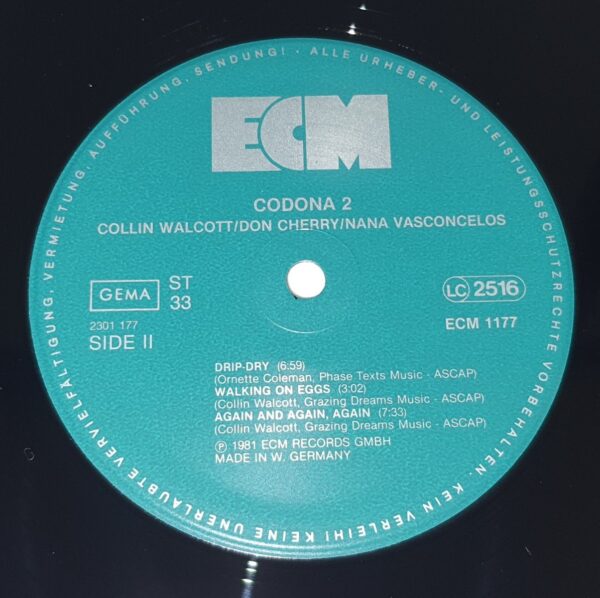 ALLE URHEBER- UND LEISTUNGSSCHUTZRECHTE VORBEHALTEN. KEIN VERLEIH! KEINE UNERLAUBTE VERVIELFÄLTIGUNG, VERMIETUNG, AUFFÜHRUNG, SENDUNG! ·
ECM
CODONA 2
COLLIN WALCOTT/DON CHERRY/NANA VASCONCELOS
GEMA
ST
33
2301 177
SIDE II
LC 2516
ECM 1177
DRIP-DRY (6:59)
(Ornette Coleman, Phase Texts Music - ASCAP)
WALKING ON EGGS (3:02)
(Collin Walcott, Grazing Dreams Music - ASCAP)
AGAIN AND AGAIN, AGAIN (7:33)
(Collin Walcott, Grazing Dreams Music - ASCAP)
℗ 1981 ECM RECORDS GMBH
MADE IN W. GERMANY